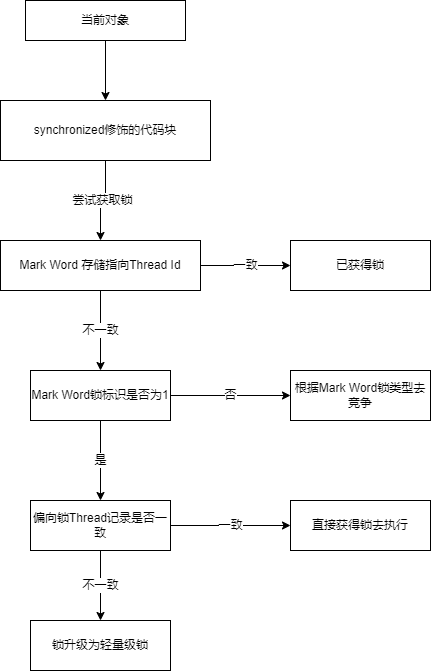 当前对象
synchronized修饰的代码块
尝试获取锁
Mark Word 存储指向Thread Id
一致
已获得锁
不一致
Mark Word锁标识是否为1
否
根据Mark Word锁类型去
竞争
是
偏向锁Thread记录是否一
致
一致
直接获得锁去执行
不一致
锁升级为轻量级锁